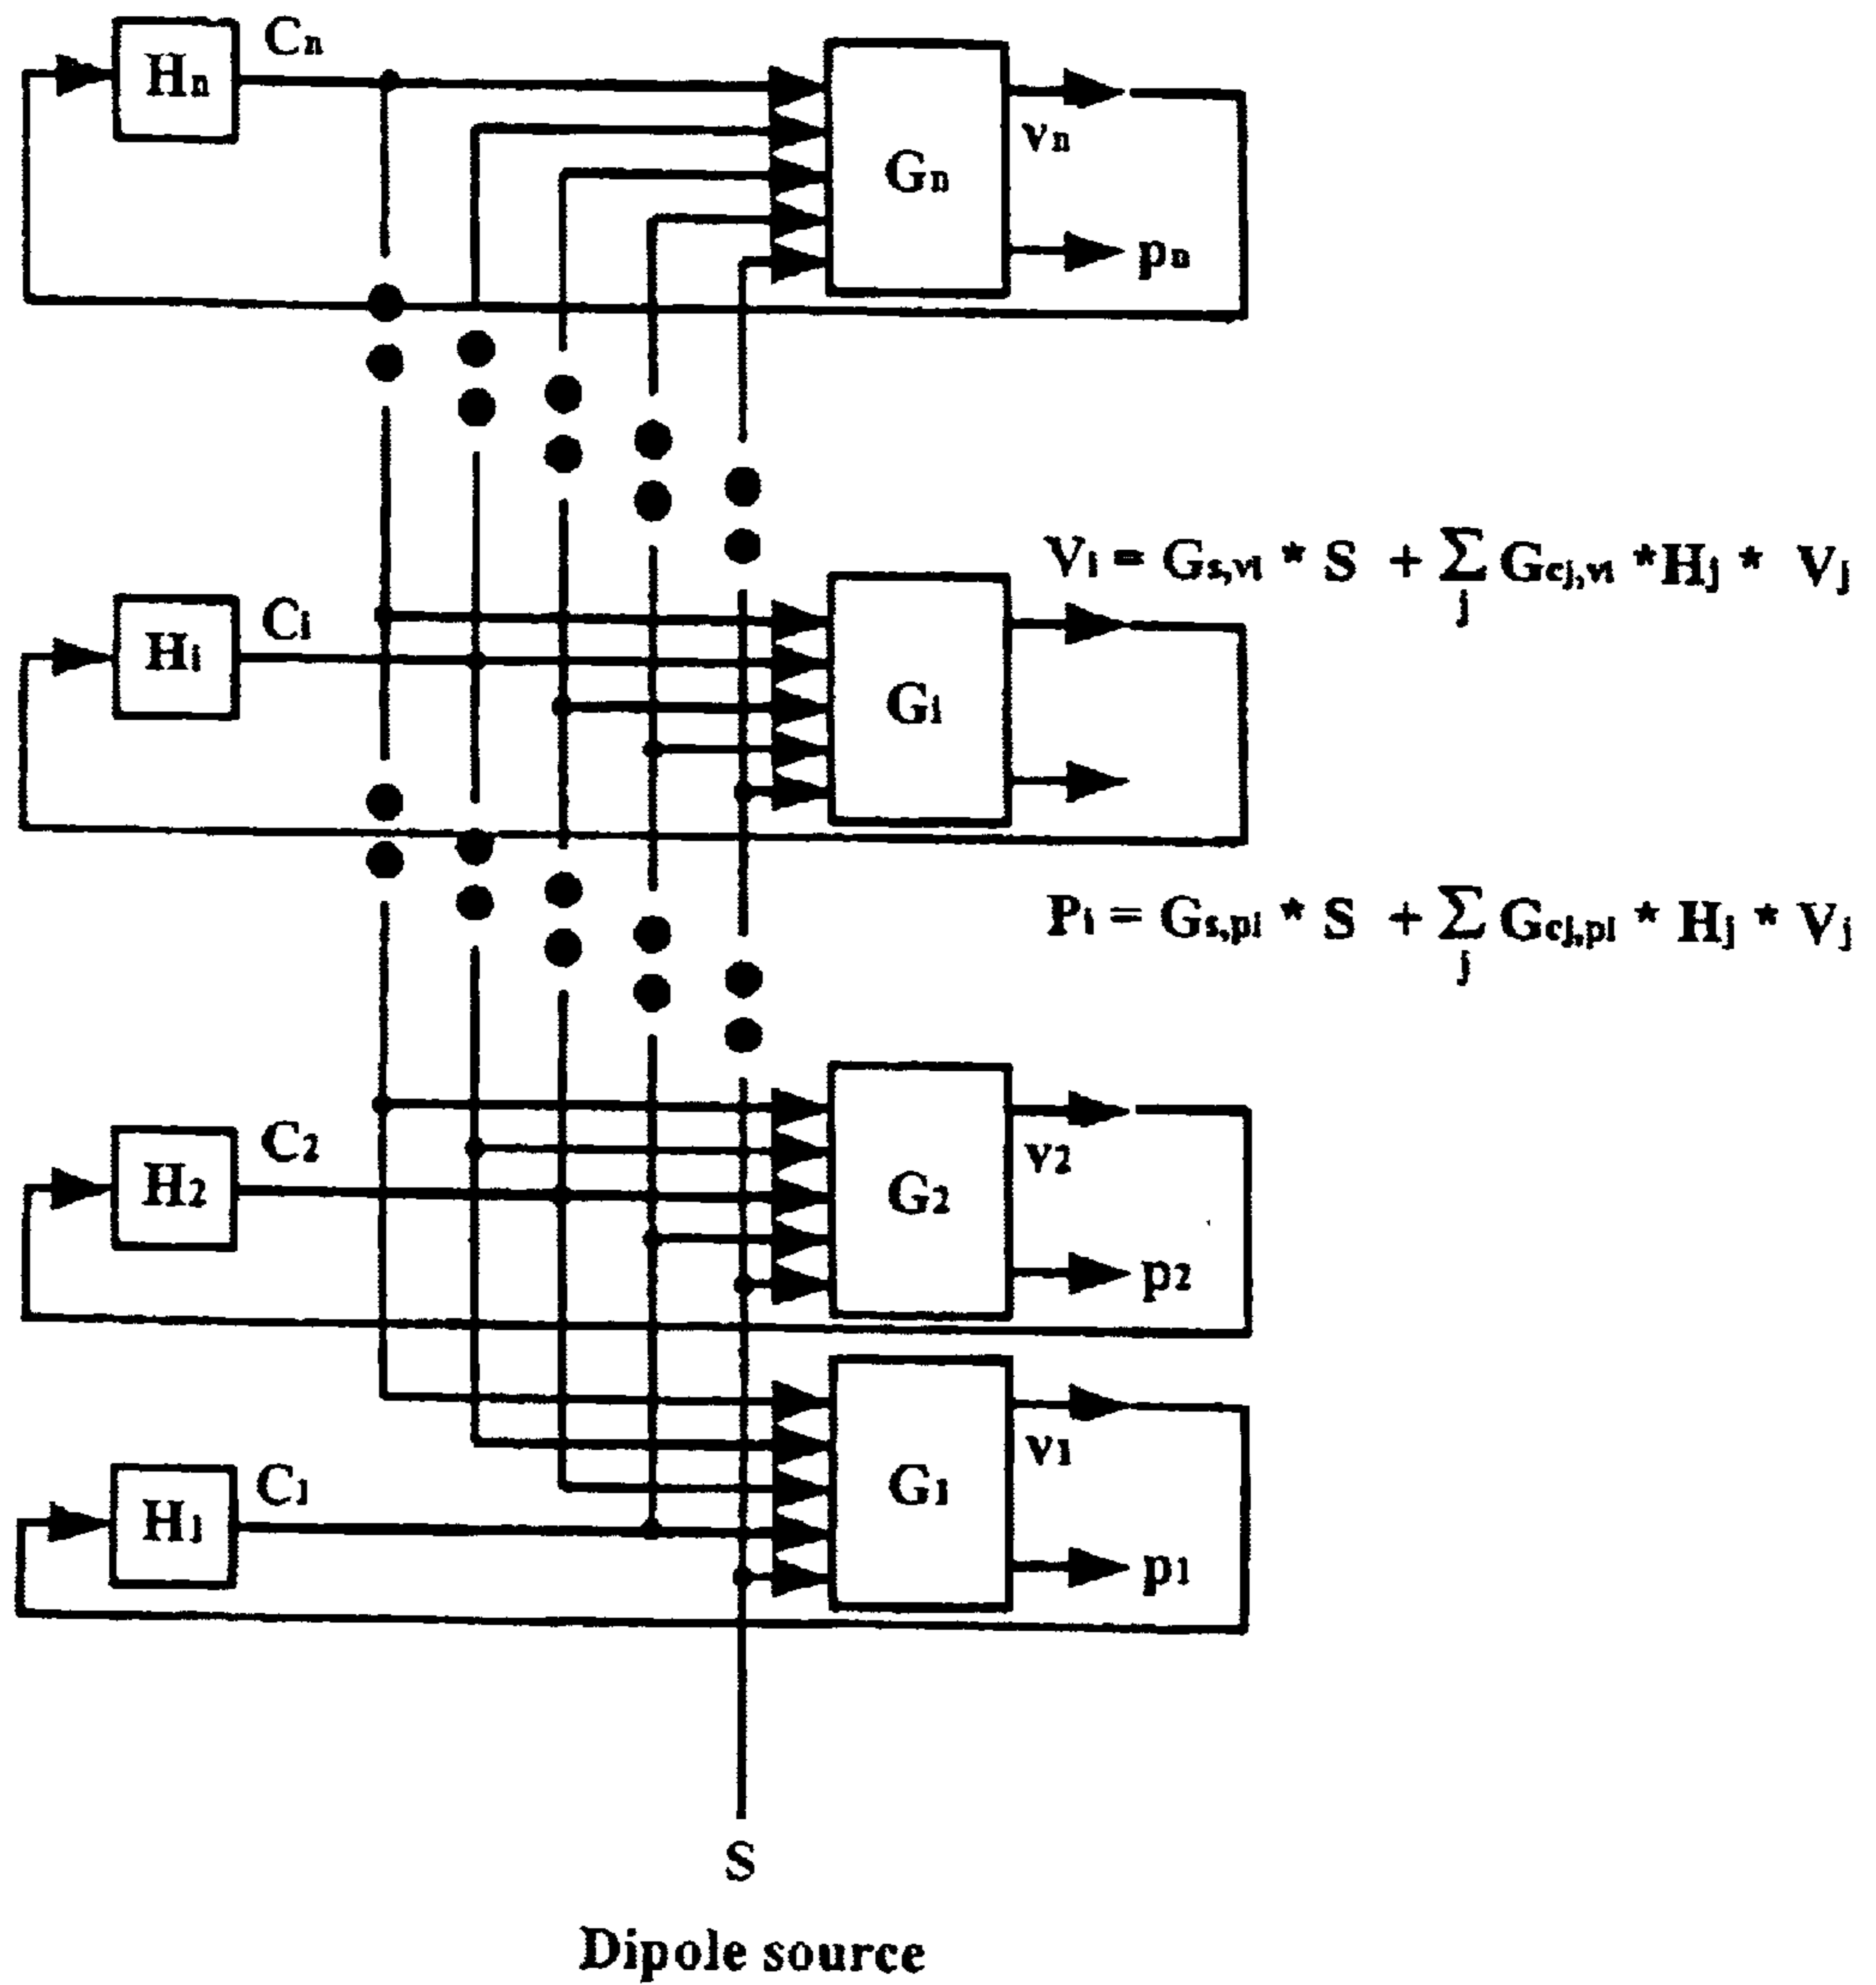 Hn
Cn
Gn
vn
pn
Vi = Gs,vi * S + Σ Gcj,vi *Hj * Vj
j
Hi
Ci
Gi
Pi = Gs,pi * S + Σ Gcj,pi * Hj * Vj
j
H2
C2
G2
v2
p2
H1
C1
G1
v1
p1
S
Dipole source